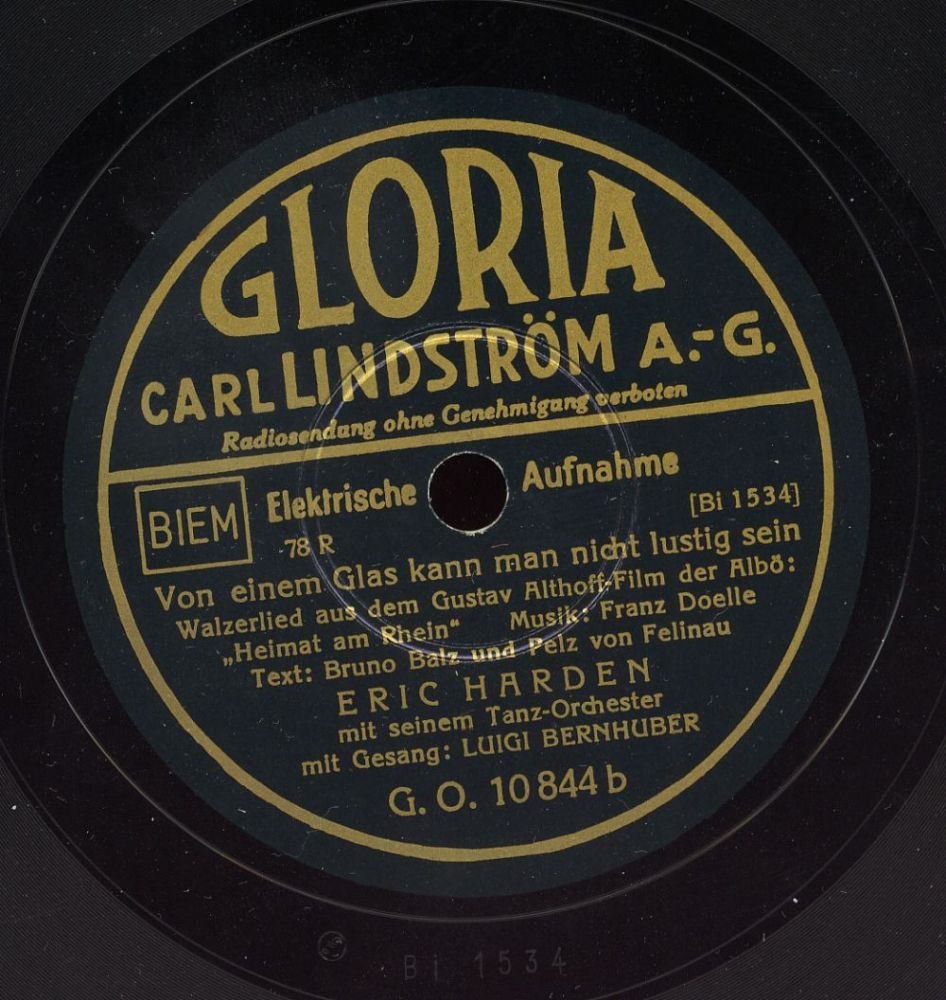 GLORIA
CARL LINDSTRÖM A.-G.
Radiosendung ohne Genehmigung verboten
BIEM
Elektrische Aufnahme
78 R
[Bi 1534]
Von einem Glas kann man nicht lustig sein
Walzerlied aus dem Gustav Althoff-Film der Albö:
„Heimat am Rhein“ Musik: Franz Doelle
Text: Bruno Balz und Pelz von Felinau
ERIC HARDEN
mit seinem Tanz-Orchester
mit Gesang: LUIGI BERNHUBER
G. O. 10844 b
Bi 1534